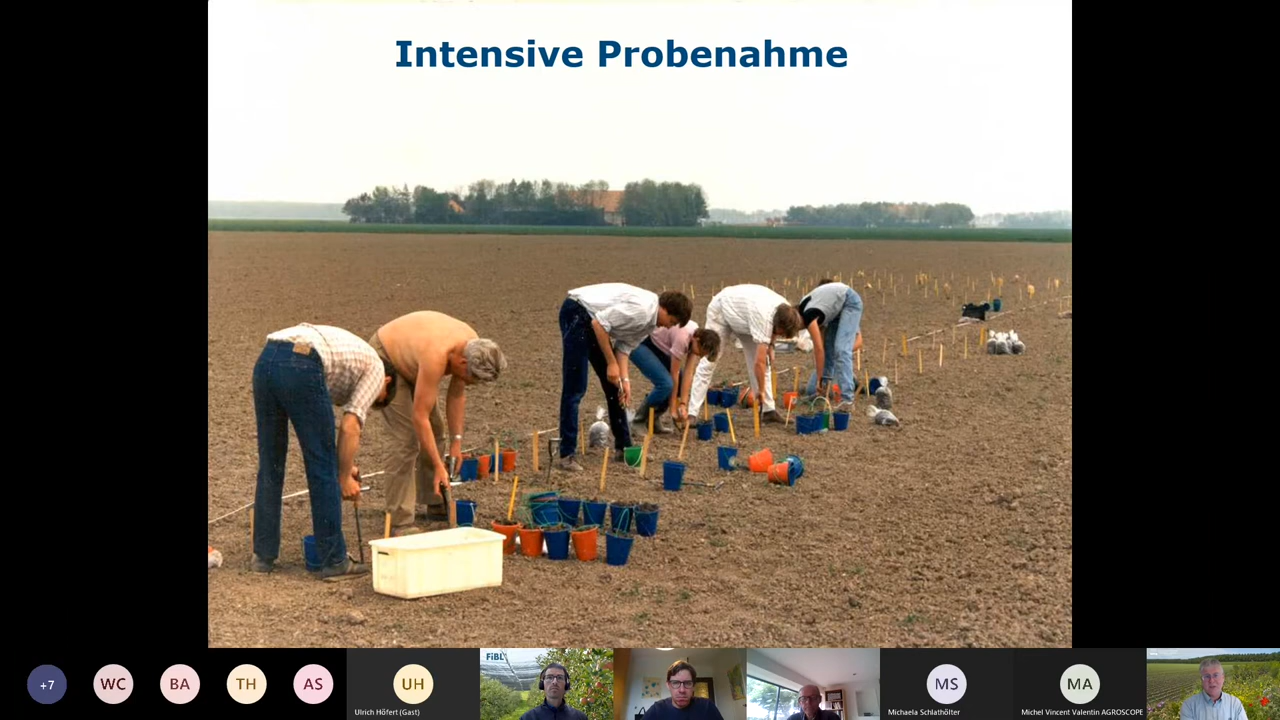 Intensive Probenahme
+7
WC
BA
TH
AS
UH
Ulrich Höfert (Gast)
FiBL
MS
Michaela Schlathölter
MA
Michel Vincent Valentin AGROSCOPE